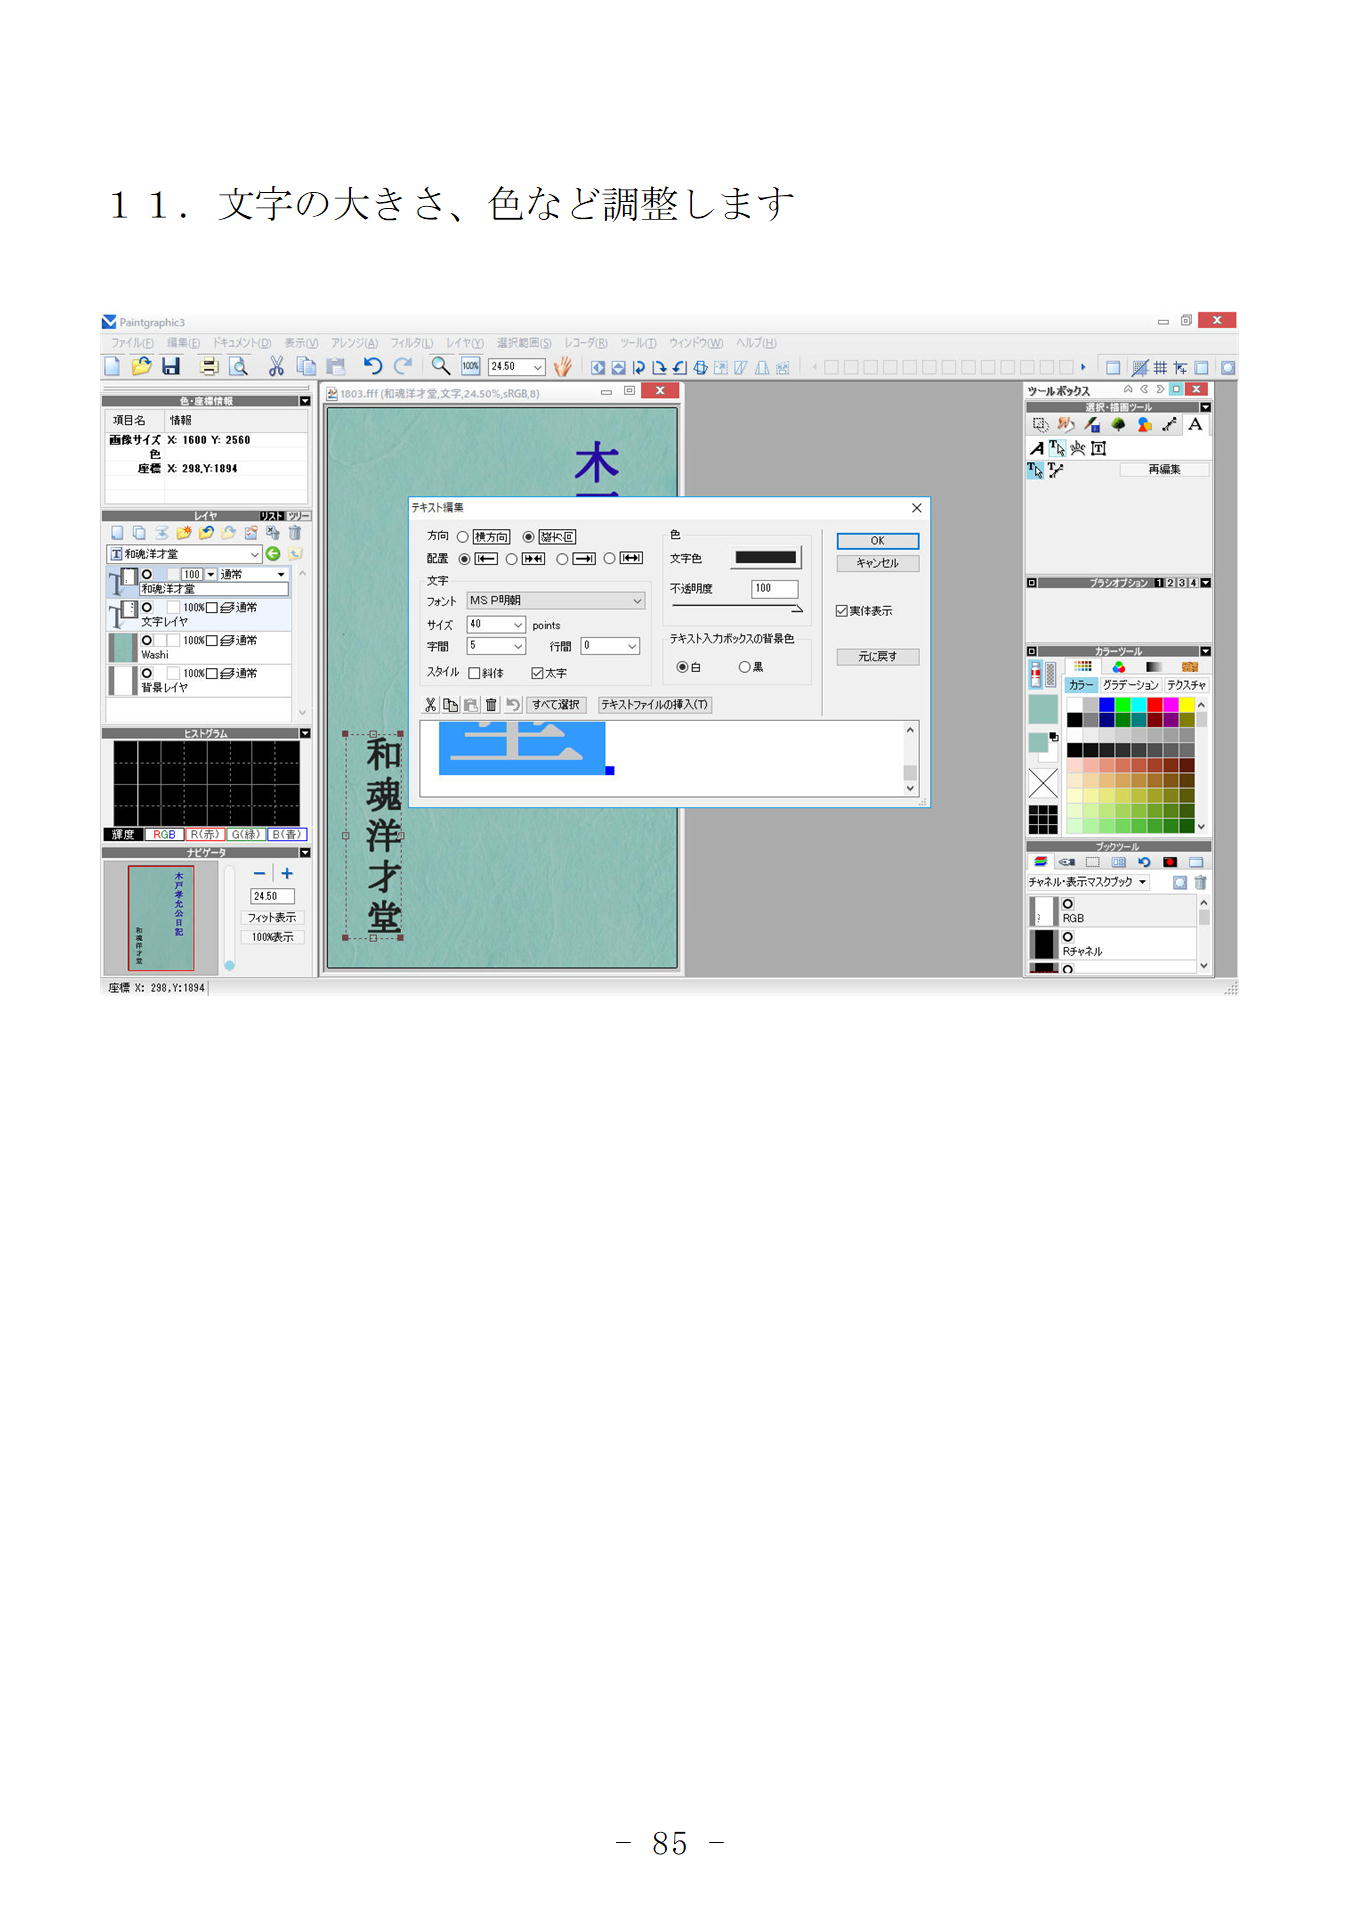 １１．文字の大きさ、色など調整します
Paintgraphic3
ファイル(F) 編集(E) ドキュメント(D) 表示(V) アレンジ(A) フィルタ(L) レイヤ(Y) 選択範囲(S) レコーダ(R) ツール(T) ウィンドウ(W) ヘルプ(H)
100% 24.50
色・座標情報
項目名 情報
画像サイズ X: 1600 Y: 2560
色
座標 X: 298,Y:1894
レイヤ リスト ツリー
和魂洋才堂
100 通常
和魂洋才堂
100% 通常
文字レイヤ
100% 通常
Washi
100% 通常
背景レイヤ
ヒストグラム
輝度 RGB R(赤) G(緑) B(青)
ナビゲータ
木戸孝允公日記
和魂洋才堂
24.50
フィット表示
100%表示
座標 X: 298,Y:1894
1803.fff (和魂洋才堂,文字,24.50%,sRGB,8)
木
和魂洋才堂
テキスト編集
方向 横方向
配置
文字
フォント MS P明朝
サイズ 40 points
字間 5 行間 0
スタイル 斜体 太字
色
文字色
不透明度 100
テキスト入力ボックスの背景色
白 黒
OK
キャンセル
実体表示
元に戻す
すべて選択 テキストファイルの挿入(T)
ツールボックス
選択・描画ツール
再編集
ブラシオプション 1 2 3 4
カラーツール
カラー グラデーション テクスチャ
ブックツール
チャネル・表示マスクブック
RGB
Rチャネル
- 85 -